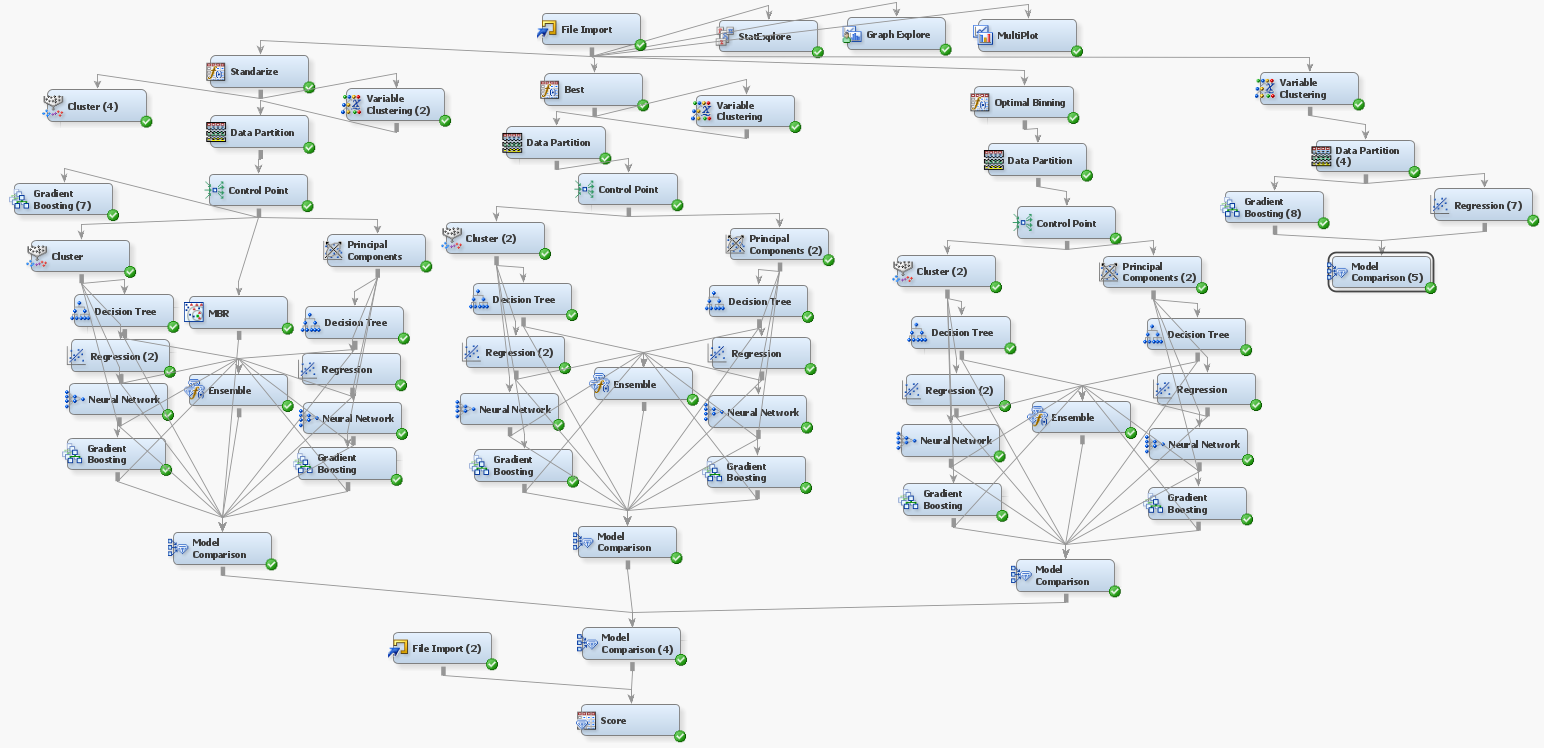 File Import
StatExplore
Graph Explore
MultiPlot
Standarize
Best
Optimal Binning
Variable
Clustering
Cluster (4)
Variable
Clustering (2)
Variable
Clustering
Data Partition
Data Partition
Data Partition
Data Partition
(4)
Gradient
Boosting (7)
Control Point
Control Point
Control Point
Gradient
Boosting (8)
Regression (7)
Cluster
Principal
Components
Cluster (2)
Principal
Components (2)
Cluster (2)
Principal
Components (2)
Model
Comparison (5)
Decision Tree
MBR
Decision Tree
Decision Tree
Decision Tree
Decision Tree
Decision Tree
Regression (2)
Regression
Regression (2)
Regression
Regression (2)
Regression
Neural Network
Ensemble
Neural Network
Neural Network
Ensemble
Neural Network
Neural Network
Ensemble
Neural Network
Gradient
Boosting
Gradient
Boosting
Gradient
Boosting
Gradient
Boosting
Gradient
Boosting
Gradient
Boosting
Model
Comparison
Model
Comparison
Model
Comparison
File Import (2)
Model
Comparison (4)
Score